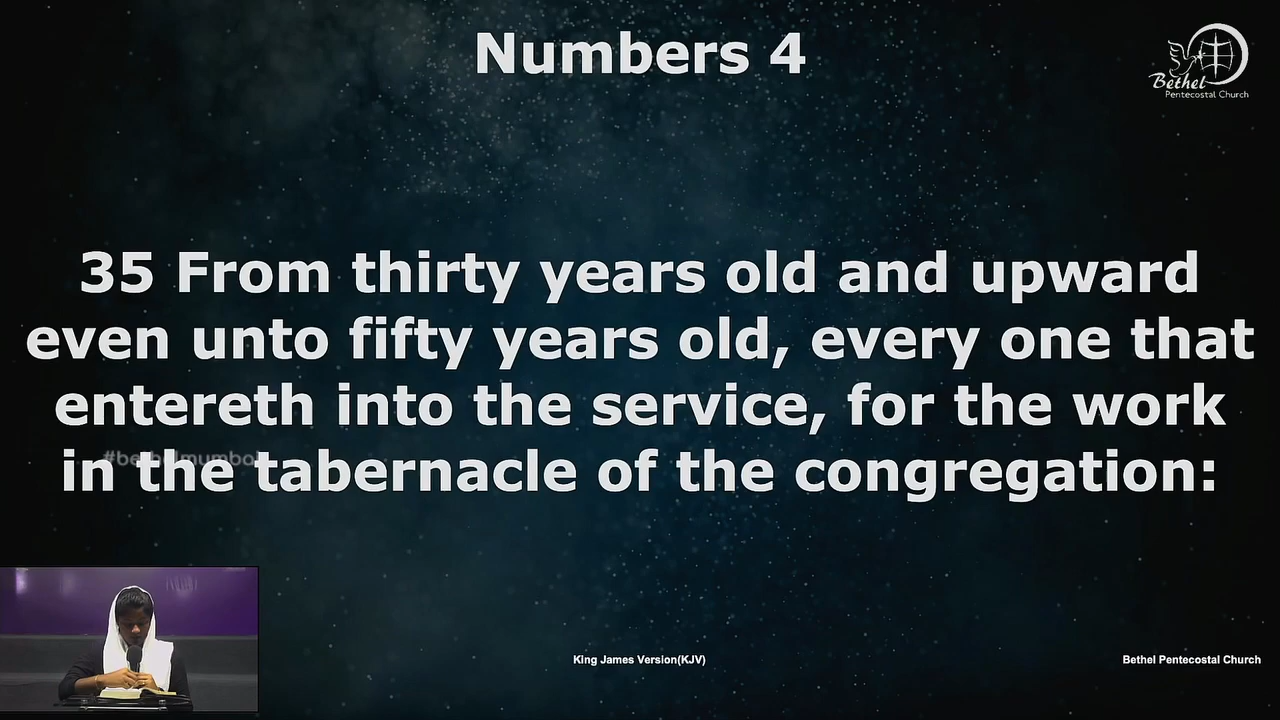 Numbers 4
Bethel
Pentecostal Church
35 From thirty years old and upward
even unto fifty years old, every one that
entereth into the service, for the work
in the tabernacle of the congregation:
King James Version(KJV)
Bethel Pentecostal Church